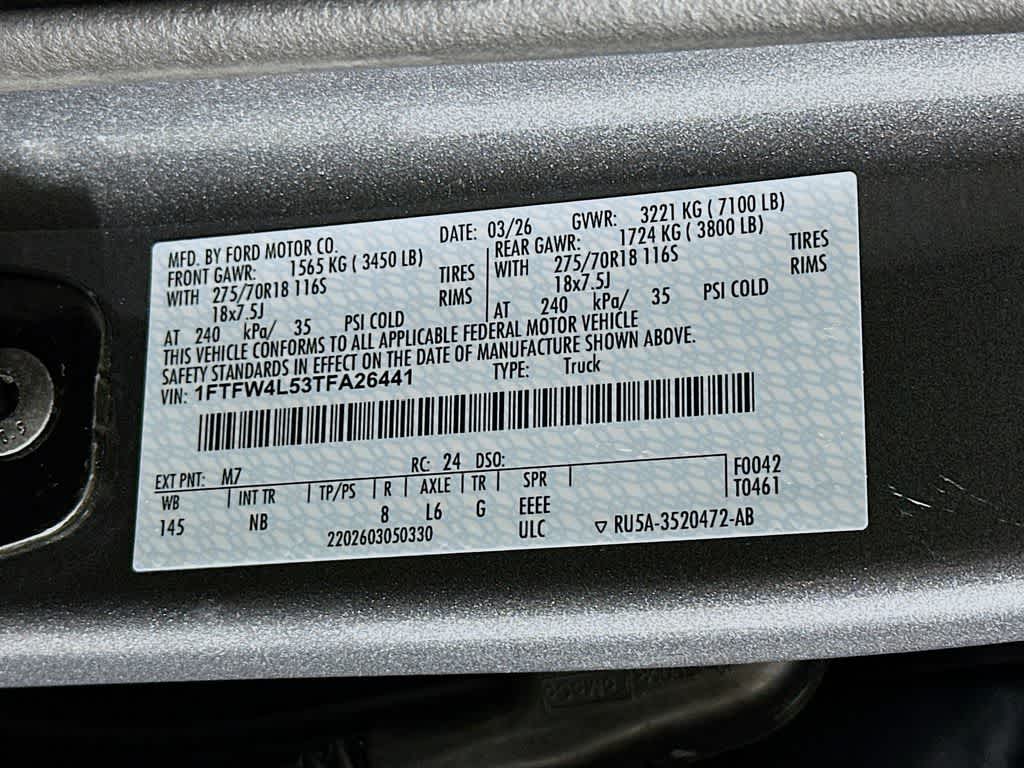 MFD. BY FORD MOTOR CO. DATE: 03/26 GVWR: 3221 KG ( 7100 LB)
FRONT GAWR: 1565 KG ( 3450 LB) REAR GAWR: 1724 KG ( 3800 LB)
WITH 275/70R18 116S TIRES WITH 275/70R18 116S TIRES
18x7.5J RIMS 18x7.5J RIMS
AT 240 kPa/ 35 PSI COLD AT 240 kPa/ 35 PSI COLD
THIS VEHICLE CONFORMS TO ALL APPLICABLE FEDERAL MOTOR VEHICLE
SAFETY STANDARDS IN EFFECT ON THE DATE OF MANUFACTURE SHOWN ABOVE.
VIN: 1FTFW4L53TFA26441 TYPE: Truck
EXT PNT: M7 RC: 24 DSO: F0042
WB INT TR TP/PS R AXLE TR SPR T0461
145 NB 8 L6 G EEEE
2202603050330 ULC RU5A-3520472-AB